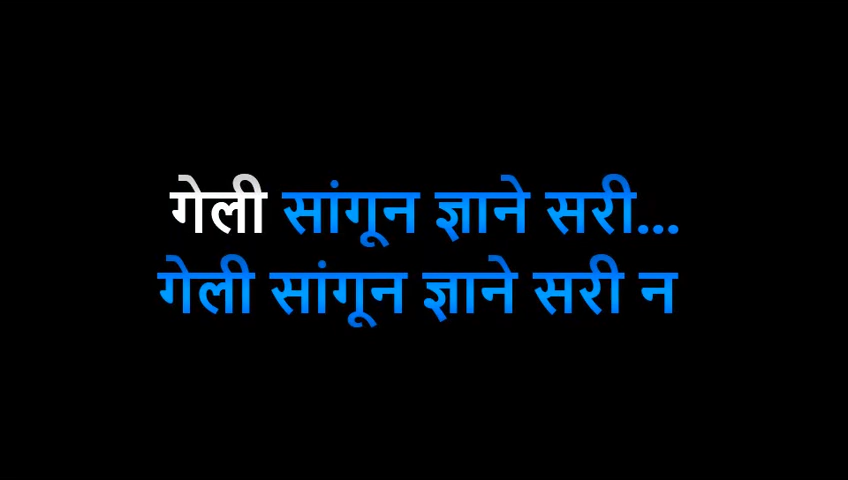 गेली सांगून ज्ञाने सरी...
गेली सांगून ज्ञाने सरी न